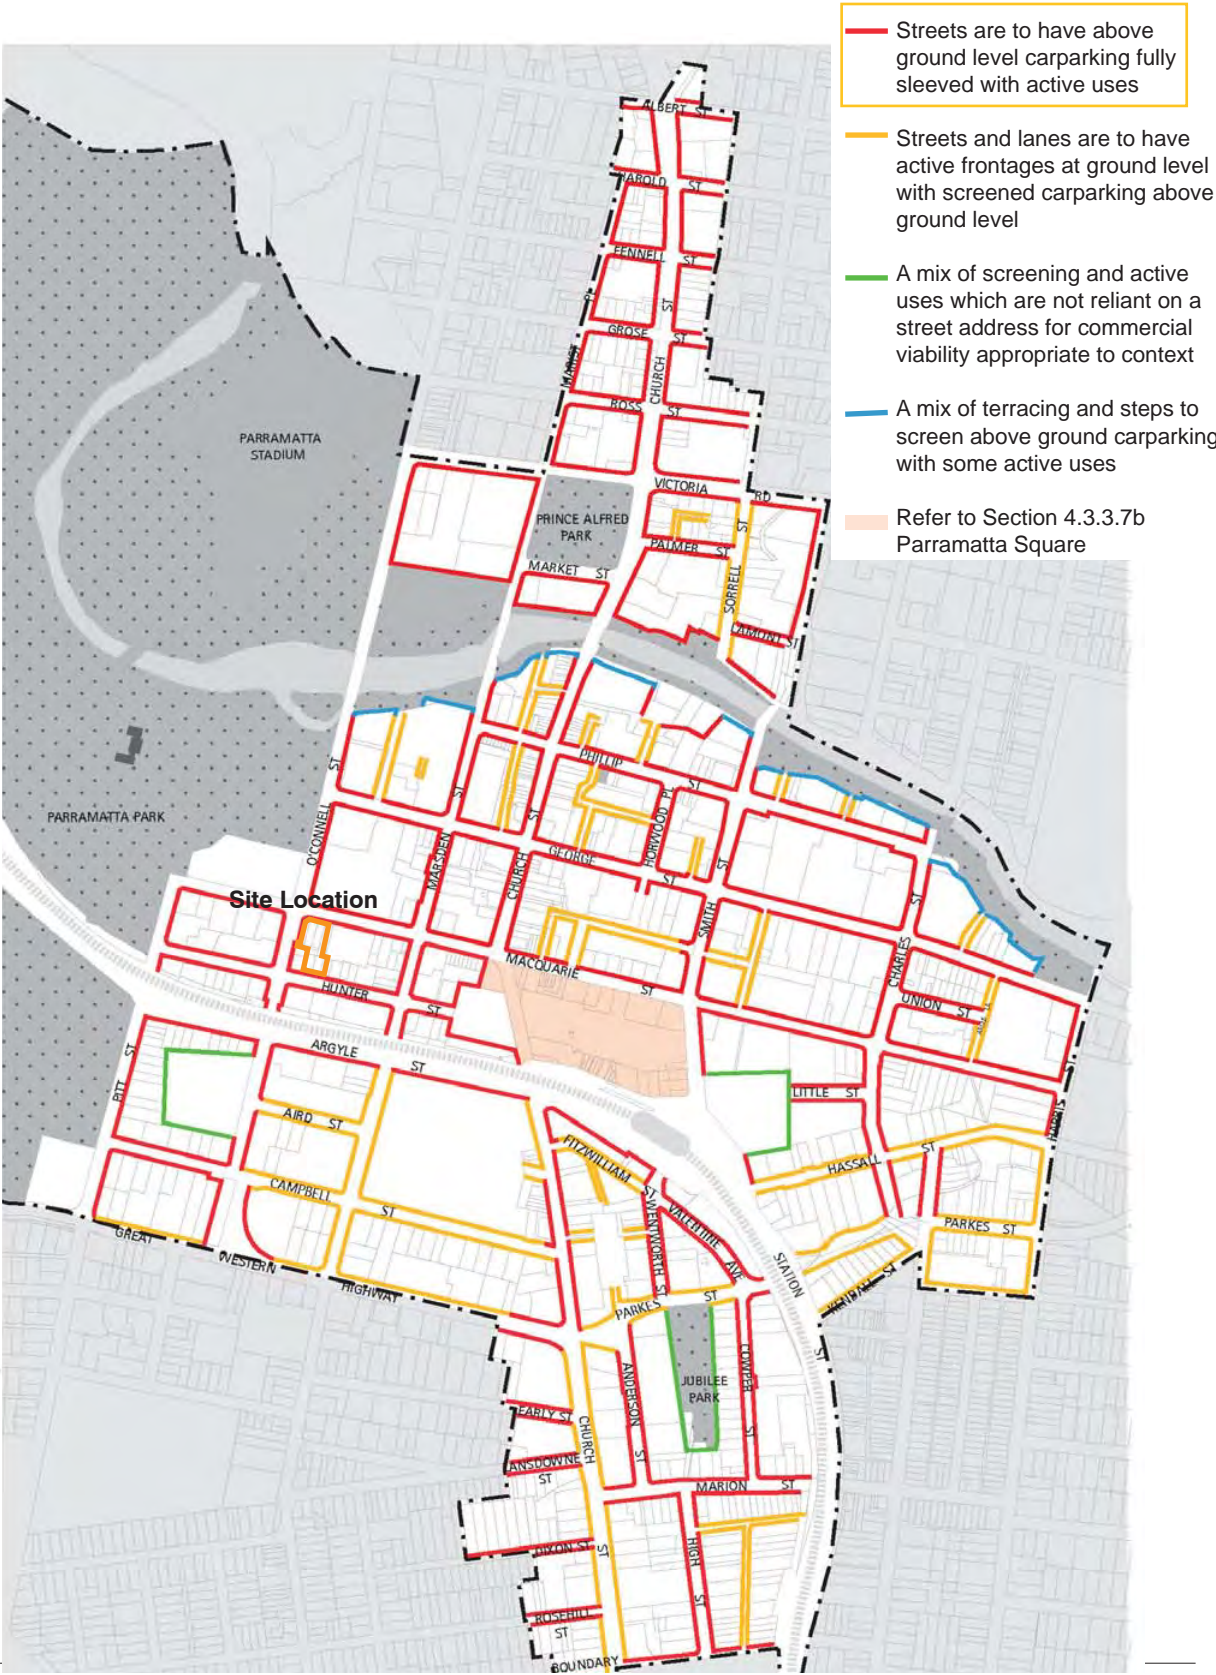 Streets are to have above
ground level carparking fully
sleeved with active uses
Streets and lanes are to have
active frontages at ground level
with screened carparking above
ground level
A mix of screening and active
uses which are not reliant on a
street address for commercial
viability appropriate to context
A mix of terracing and steps to
screen above ground carparking
with some active uses
Refer to Section 4.3.3.7b
Parramatta Square
ALBERT ST
HAROLD ST
FENNELL ST
GROSE ST
ROSS ST
MARIST PL
CHURCH ST
PARRAMATTA
STADIUM
VICTORIA RD
PRINCE ALFRED
PARK
PALMER ST
MARKET ST
SORRELL ST
LAMONT ST
PARRAMATTA PARK
O'CONNELL ST
MARSDEN ST
CHURCH ST
PHILLIP ST
HORWOOD PL
GEORGE ST
SMITH ST
CHARLES ST
Site Location
MACQUARIE ST
HUNTER ST
UNION ST
ARGYLE ST
PITT ST
LITTLE ST
HARRIS ST
AIRD ST
FITZWILLIAM ST
HASSALL ST
CAMPBELL ST
WENTWORTH ST
VALENTINE AVE
PARKES ST
GREAT WESTERN HIGHWAY
STATION ST
KENDALL ST
PARKES ST
ANDERSON ST
JUBILEE
PARK
COWPER ST
EARLY ST
CHURCH ST
LANSDOWNE
ST
MARION ST
DIXON ST
HIGH ST
ROSEHILL
ST
BOUNDARY